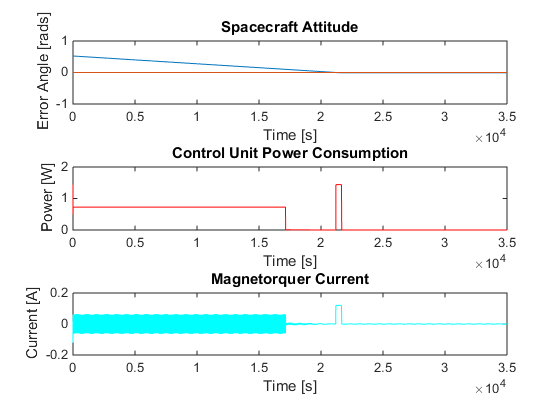 Spacecraft Attitude
Error Angle [rads]
1
0
-1
0 0.5 1 1.5 2 2.5 3 3.5
Time [s]
×10^4
Control Unit Power Consumption
Power [W]
2
1
0
0 0.5 1 1.5 2 2.5 3 3.5
Time [s]
×10^4
Magnetorquer Current
Current [A]
0.2
0
-0.2
0 0.5 1 1.5 2 2.5 3 3.5
Time [s]
×10^4